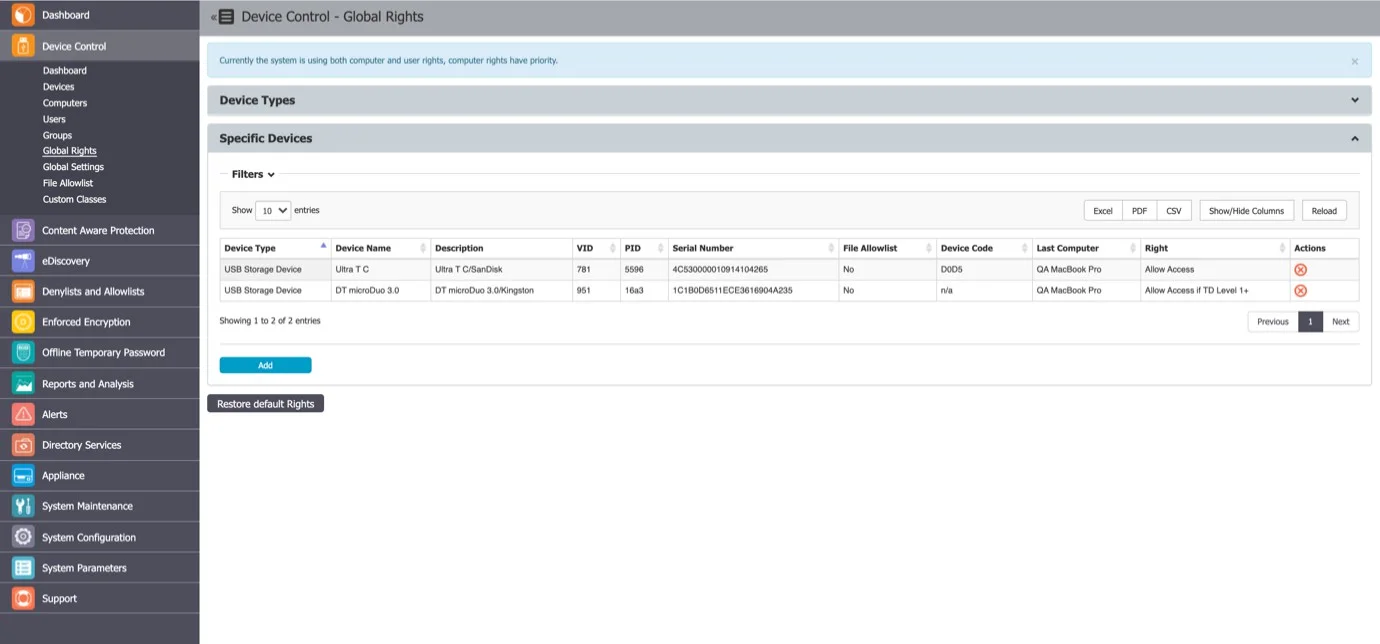 Dashboard
Device Control
Dashboard
Devices
Computers
Users
Groups
Global Rights
Global Settings
File Allowlist
Custom Classes
Content Aware Protection
eDiscovery
Denylists and Allowlists
Enforced Encryption
Offline Temporary Password
Reports and Analysis
Alerts
Directory Services
Appliance
System Maintenance
System Configuration
System Parameters
Support
Device Control - Global Rights
Currently the system is using both computer and user rights, computer rights have priority.
Device Types
Specific Devices
Filters
Show 10 entries Excel PDF CSV Show/Hide Columns Reload
Device Type Device Name Description VID PID Serial Number File Allowlist Device Code Last Computer Right Actions
USB Storage Device Ultra T C Ultra T C/SanDisk 781 5596 4C530000010914104265 No D0D5 QA MacBook Pro Allow Access
USB Storage Device DT microDuo 3.0 DT microDuo 3.0/Kingston 951 16a3 1C1B0D6511ECE3616904A235 No n/a QA MacBook Pro Allow Access if TD Level 1+
Showing 1 to 2 of 2 entries Previous 1 Next
Add
Restore default Rights